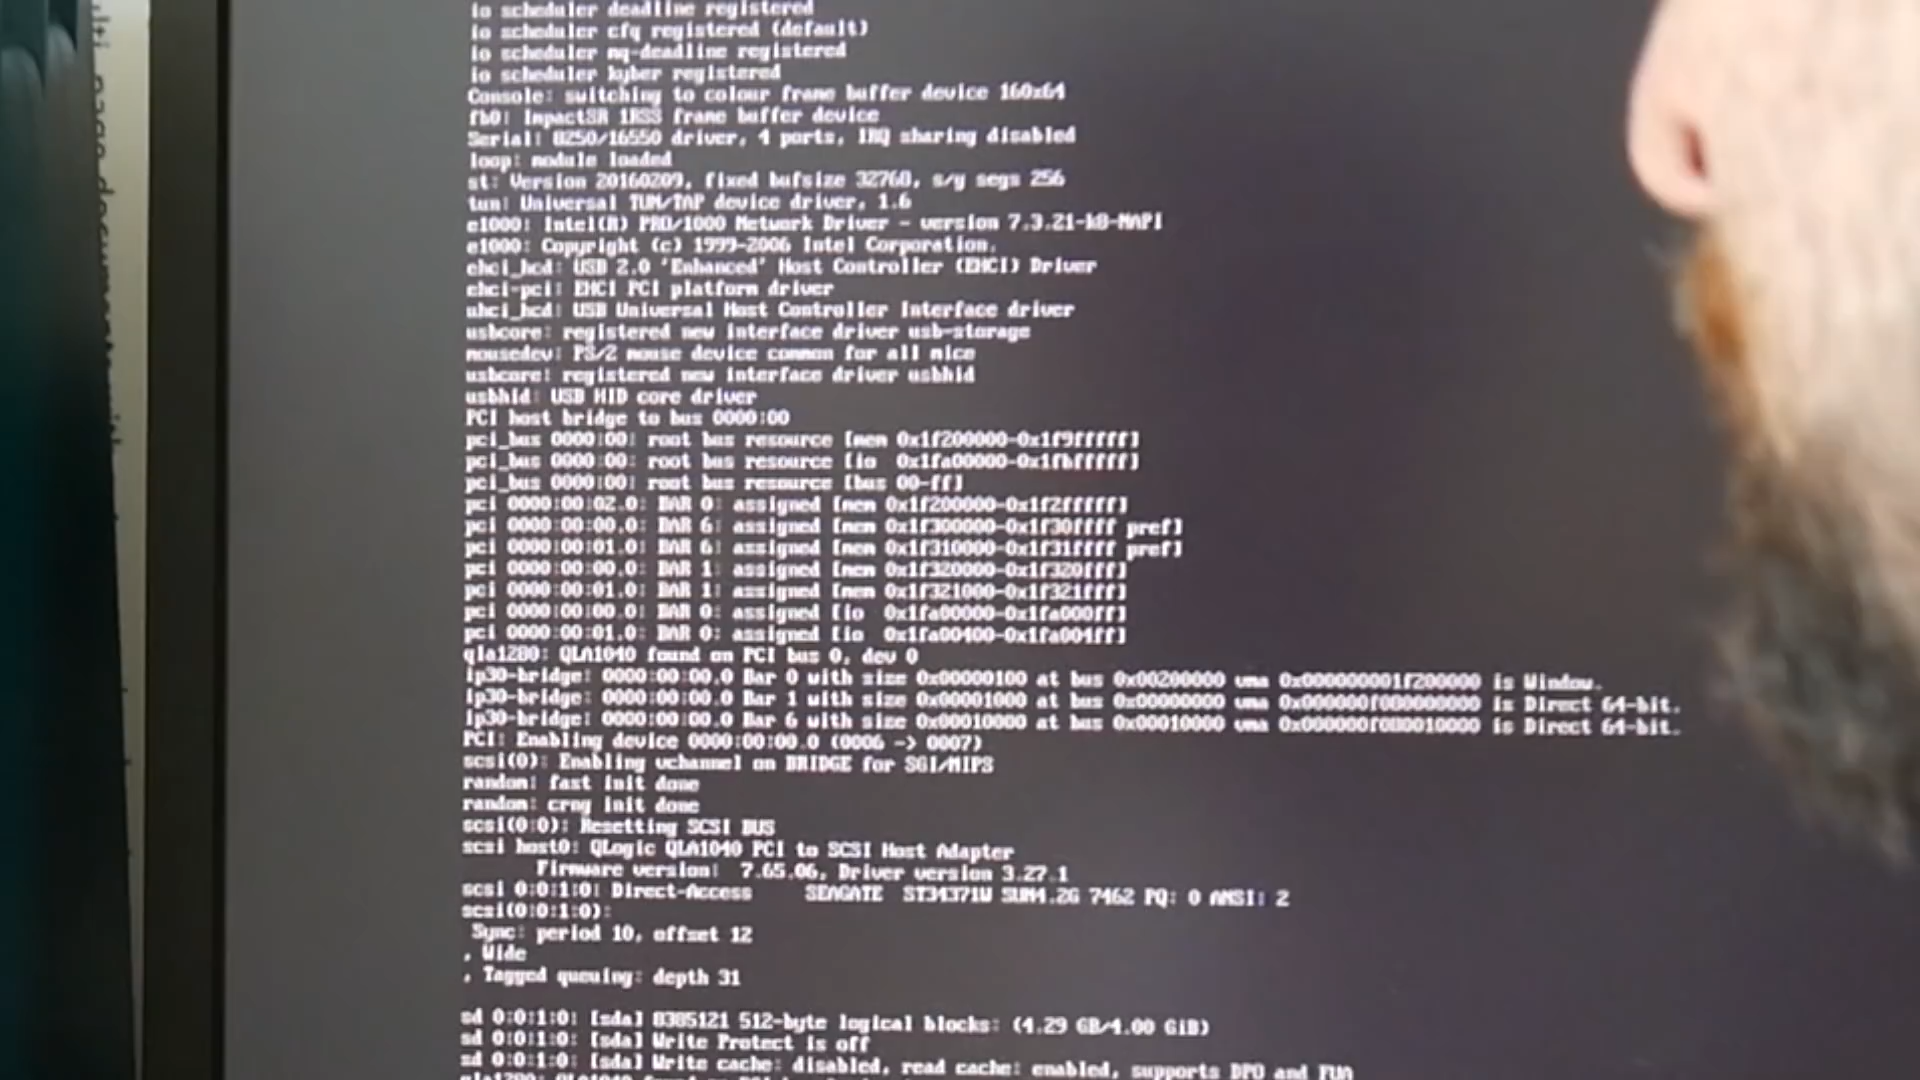 io scheduler deadline registered
io scheduler cfq registered (default)
io scheduler mq-deadline registered
io scheduler kyber registered
Console: switching to colour frame buffer device 160x64
fb0: ImpactSR 1RSS frame buffer device
Serial: 8250/16550 driver, 4 ports, IRQ sharing disabled
loop: module loaded
st: Version 20160209, fixed bufsize 32768, s/g segs 256
tun: Universal TUN/TAP device driver, 1.6
e1000: Intel(R) PRO/1000 Network Driver - version 7.3.21-k8-NAPI
e1000: Copyright (c) 1999-2006 Intel Corporation.
ehci_hcd: USB 2.0 'Enhanced' Host Controller (EHCI) Driver
ehci-pci: EHCI PCI platform driver
uhci_hcd: USB Universal Host Controller Interface driver
usbcore: registered new interface driver usb-storage
mousedev: PS/2 mouse device common for all mice
usbcore: registered new interface driver usbhid
usbhid: USB HID core driver
PCI host bridge to bus 0000:00
pci_bus 0000:00: root bus resource [mem 0x1f200000-0x1f9fffff]
pci_bus 0000:00: root bus resource [io  0x1fa00000-0x1fbfffff]
pci_bus 0000:00: root bus resource [bus 00-ff]
pci 0000:00:02.0: BAR 0: assigned [mem 0x1f200000-0x1f2fffff]
pci 0000:00:00.0: BAR 6: assigned [mem 0x1f300000-0x1f30ffff pref]
pci 0000:00:01.0: BAR 6: assigned [mem 0x1f310000-0x1f31ffff pref]
pci 0000:00:00.0: BAR 1: assigned [mem 0x1f320000-0x1f320fff]
pci 0000:00:01.0: BAR 1: assigned [mem 0x1f321000-0x1f321fff]
pci 0000:00:00.0: BAR 0: assigned [io  0x1fa00000-0x1fa000ff]
pci 0000:00:01.0: BAR 0: assigned [io  0x1fa00400-0x1fa004ff]
qla1280: QLA1040 found on PCI bus 0, dev 0
ip30-bridge: 0000:00:00.0 Bar 0 with size 0x00000100 at bus 0x00200000 vma 0x000000001f200000 is Window.
ip30-bridge: 0000:00:00.0 Bar 1 with size 0x00001000 at bus 0x00000000 vma 0x000000f080000000 is Direct 64-bit.
ip30-bridge: 0000:00:00.0 Bar 6 with size 0x00010000 at bus 0x00010000 vma 0x000000f080010000 is Direct 64-bit.
PCI: Enabling device 0000:00:00.0 (0006 -> 0007)
scsi(0): Enabling vchannel on BRIDGE for SGI/MIPS
random: fast init done
random: crng init done
scsi(0:0): Resetting SCSI BUS
scsi host0: QLogic QLA1040 PCI to SCSI Host Adapter
Firmware version:  7.65.06, Driver version 3.27.1
scsi 0:0:1:0: Direct-Access     SEAGATE  ST34371W SUN4.2G 7462 PQ: 0 ANSI: 2
scsi(0:0:1:0):
Sync: period 10, offset 12
, Wide
, Tagged queuing: depth 31
sd 0:0:1:0: [sda] 8385121 512-byte logical blocks: (4.29 GB/4.00 GiB)
sd 0:0:1:0: [sda] Write Protect is off
sd 0:0:1:0: [sda] Write cache: disabled, read cache: enabled, supports DPO and FUA